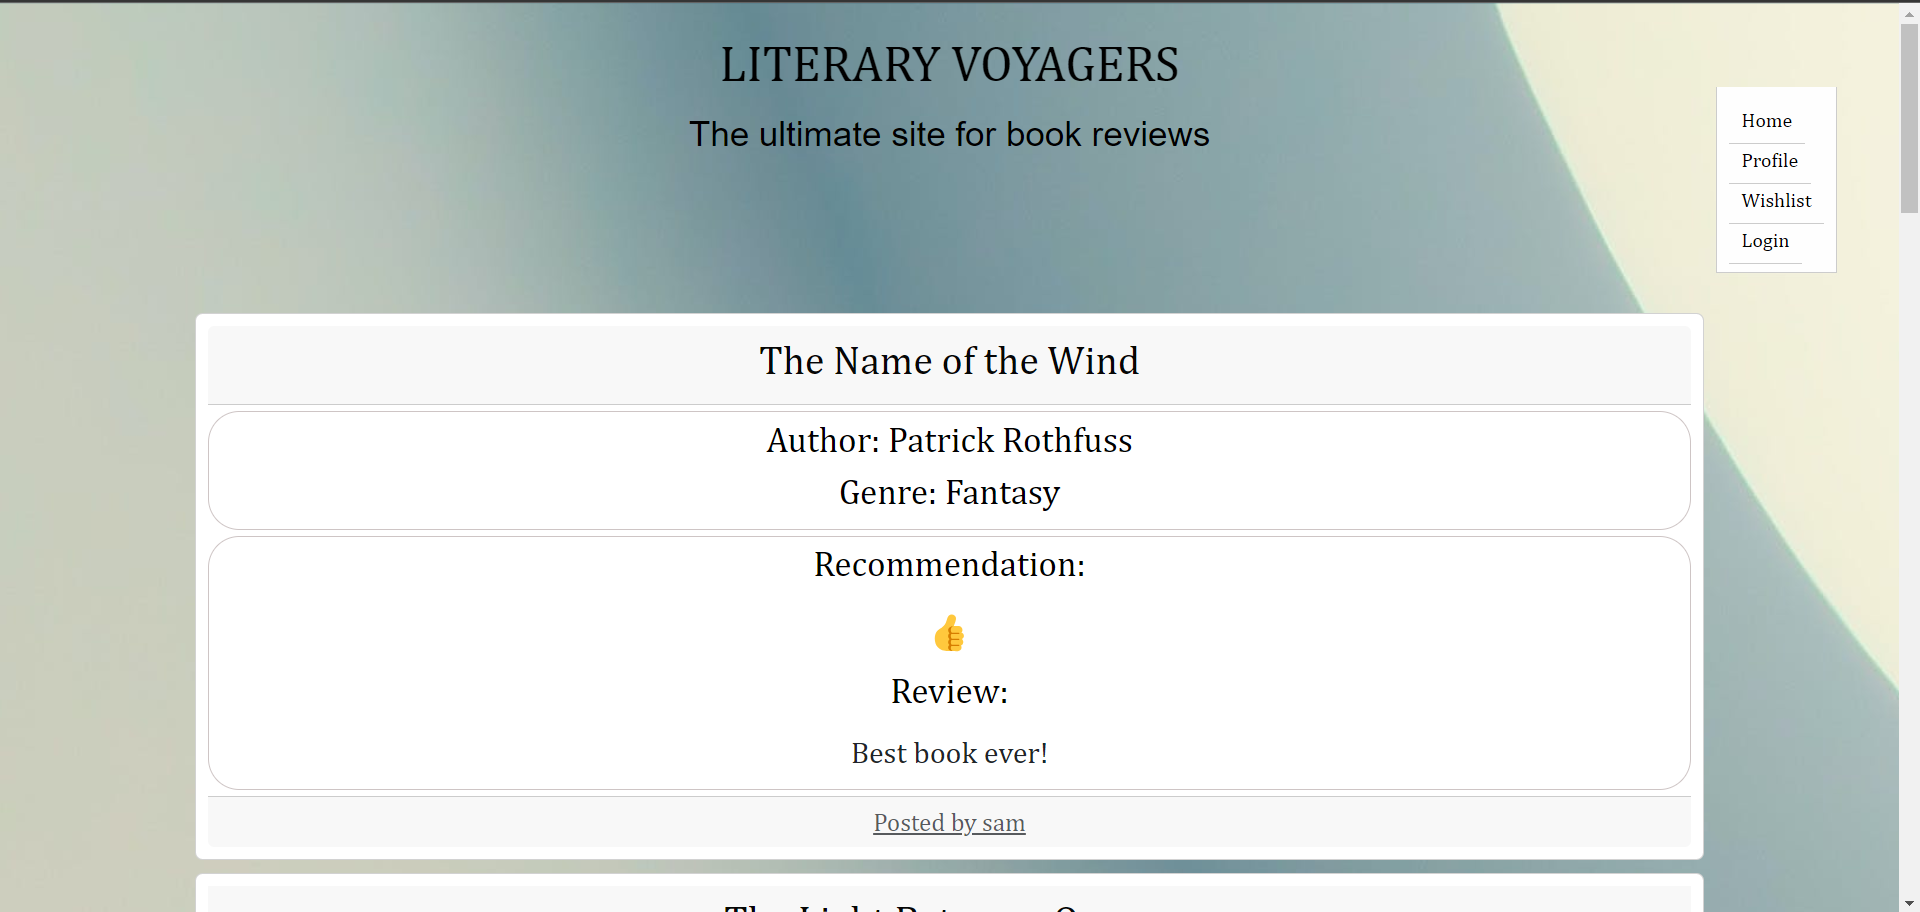 LITERARY VOYAGERS
The ultimate site for book reviews
Home
Profile
Wishlist
Login
The Name of the Wind
Author: Patrick Rothfuss
Genre: Fantasy
Recommendation:
Review:
Best book ever!
Posted by sam